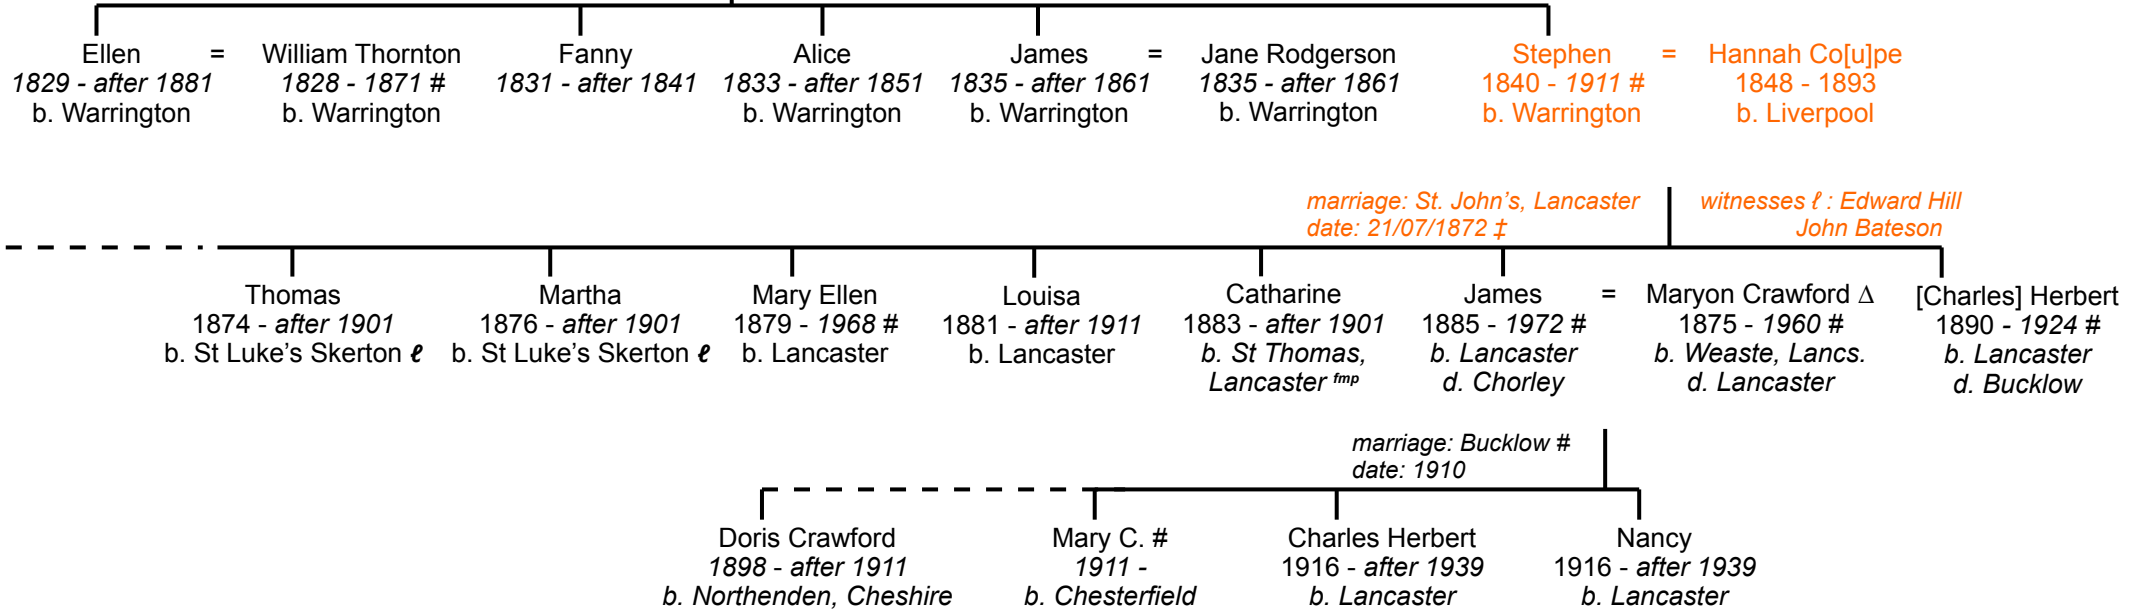 Ellen = William Thornton Fanny Alice James = Jane Rodgerson Stephen = Hannah Co[u]pe
1829 - after 1881 1828 - 1871 # 1831 - after 1841 1833 - after 1851 1835 - after 1861 1835 - after 1861 1840 - 1911 # 1848 - 1893
b. Warrington b. Warrington b. Warrington b. Warrington b. Warrington b. Warrington b. Liverpool
marriage: St. John's, Lancaster witnesses ℓ : Edward Hill
date: 21/07/1872 ‡ John Bateson
Thomas Martha Mary Ellen Louisa Catharine James = Maryon Crawford Δ [Charles] Herbert
1874 - after 1901 1876 - after 1901 1879 - 1968 # 1881 - after 1911 1883 - after 1901 1885 - 1972 # 1875 - 1960 # 1890 - 1924 #
b. St Luke's Skerton ℓ b. St Luke's Skerton ℓ b. Lancaster b. Lancaster b. St Thomas, b. Lancaster b. Weaste, Lancs. b. Lancaster
Lancaster fmp d. Chorley d. Lancaster d. Bucklow
marriage: Bucklow #
date: 1910
Doris Crawford Mary C. # Charles Herbert Nancy
1898 - after 1911 1911 - 1916 - after 1939 1916 - after 1939
b. Northenden, Cheshire b. Chesterfield b. Lancaster b. Lancaster